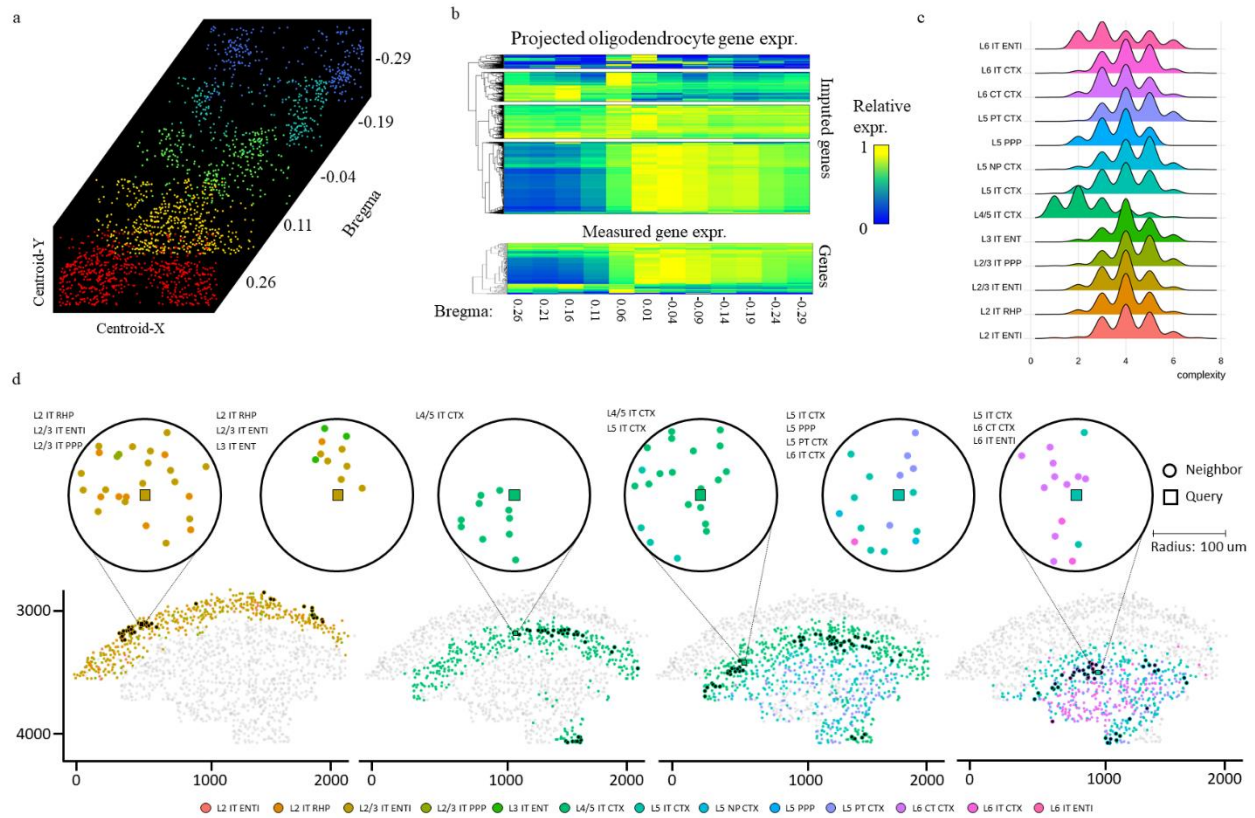 a
Centroid-Y
Centroid-X
Bregma
-0.29
-0.19
-0.04
0.11
0.26
b
Projected oligodendrocyte gene expr.
Imputed genes
Relative
expr.
1
0
Measured gene expr.
Genes
Bregma:
0.26
0.21
0.16
0.11
0.06
0.01
-0.04
-0.09
-0.14
-0.19
-0.24
-0.29
c
L6 IT ENTI
L6 IT CTX
L6 CT CTX
L5 PT CTX
L5 PPP
L5 NP CTX
L5 IT CTX
L4/5 IT CTX
L3 IT ENT
L2/3 IT PPP
L2/3 IT ENTI
L2 IT RHP
L2 IT ENTI
0 2 4 6 8
complexity
d
L2 IT RHP
L2/3 IT ENTI
L2/3 IT PPP
L2 IT RHP
L2/3 IT ENTI
L3 IT ENT
L4/5 IT CTX
L4/5 IT CTX
L5 IT CTX
L5 IT CTX
L5 PPP
L5 PT CTX
L6 IT CTX
L5 IT CTX
L6 CT CTX
L6 IT ENTI
Neighbor
Query
Radius: 100 um
3000
4000
0 1000 2000
0 1000 2000
0 1000 2000
0 1000 2000
L2 IT ENTI L2 IT RHP L2/3 IT ENTI L2/3 IT PPP L3 IT ENT L4/5 IT CTX L5 IT CTX L5 NP CTX L5 PPP L5 PT CTX L6 CT CTX L6 IT CTX L6 IT ENTI